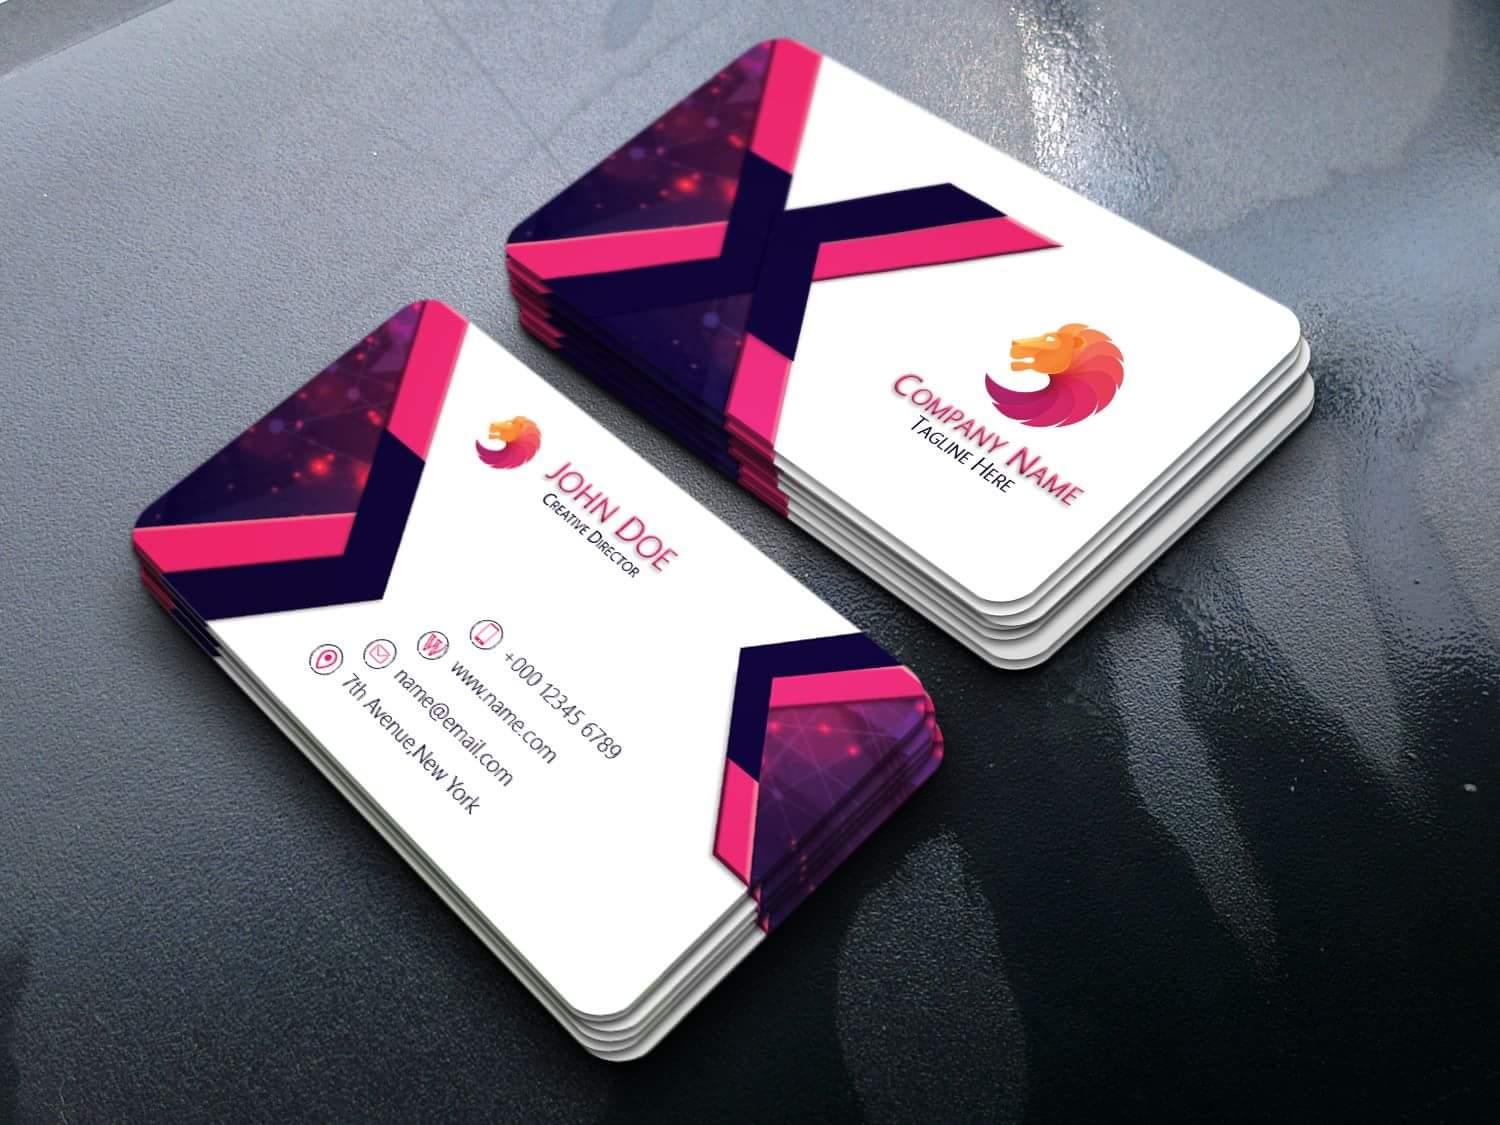 Company Name
Tagline Here
John Doe
Creative Director
+000 12345 6789
www.name.com
name@email.com
7th Avenue,New York